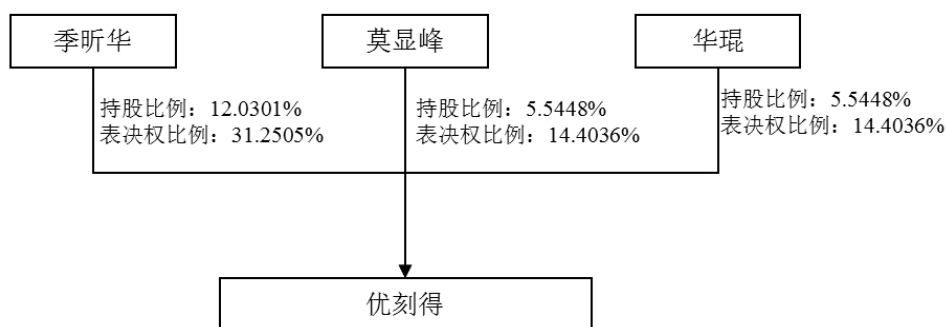 季昕华
莫显峰
华琨
持股比例：12.0301%
表决权比例：31.2505%
持股比例：5.5448%
表决权比例：14.4036%
持股比例：5.5448%
表决权比例：14.4036%
优刻得